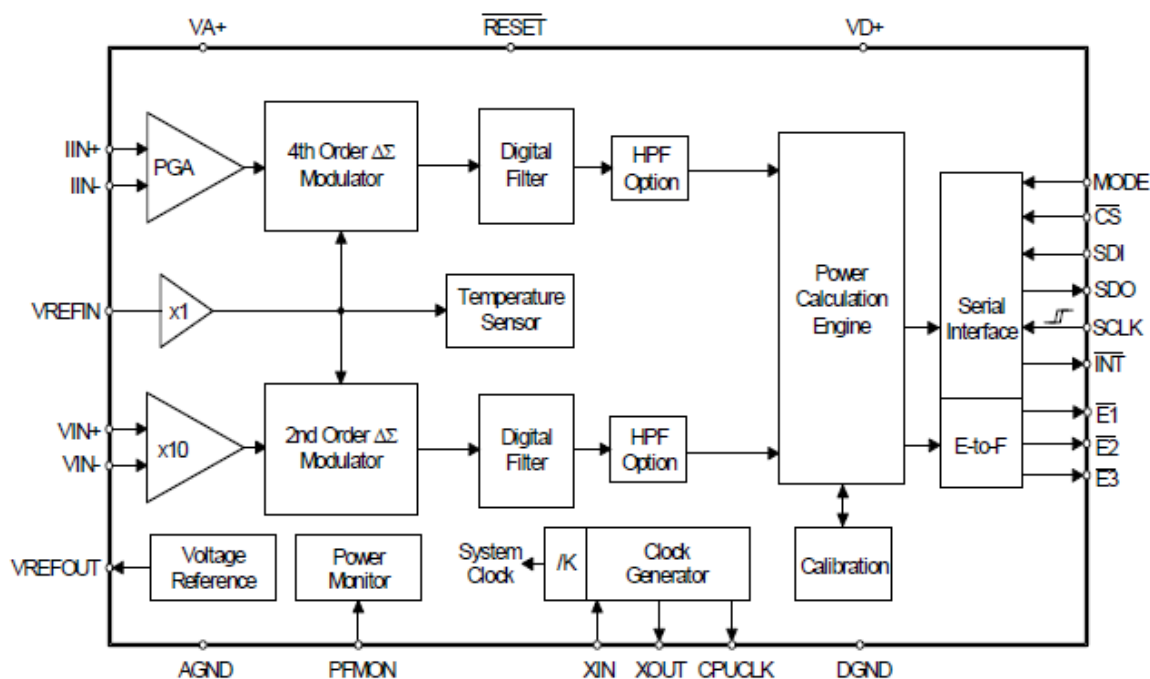 VA+
RESET
VD+
IIN+
IIN-
PGA
4th Order ΔΣ
Modulator
Digital
Filter
HPF
Option
VREFIN
x1
Temperature
Sensor
Power
Calculation
Engine
Serial
Interface
MODE
CS
SDI
SDO
SCLK
INT
VIN+
VIN-
x10
2nd Order ΔΣ
Modulator
Digital
Filter
HPF
Option
E-to-F
E1
E2
E3
VREFOUT
Voltage
Reference
Power
Monitor
System
Clock
/K
Clock
Generator
Calibration
AGND
PFMON
XIN
XOUT
CPUCLK
DGND